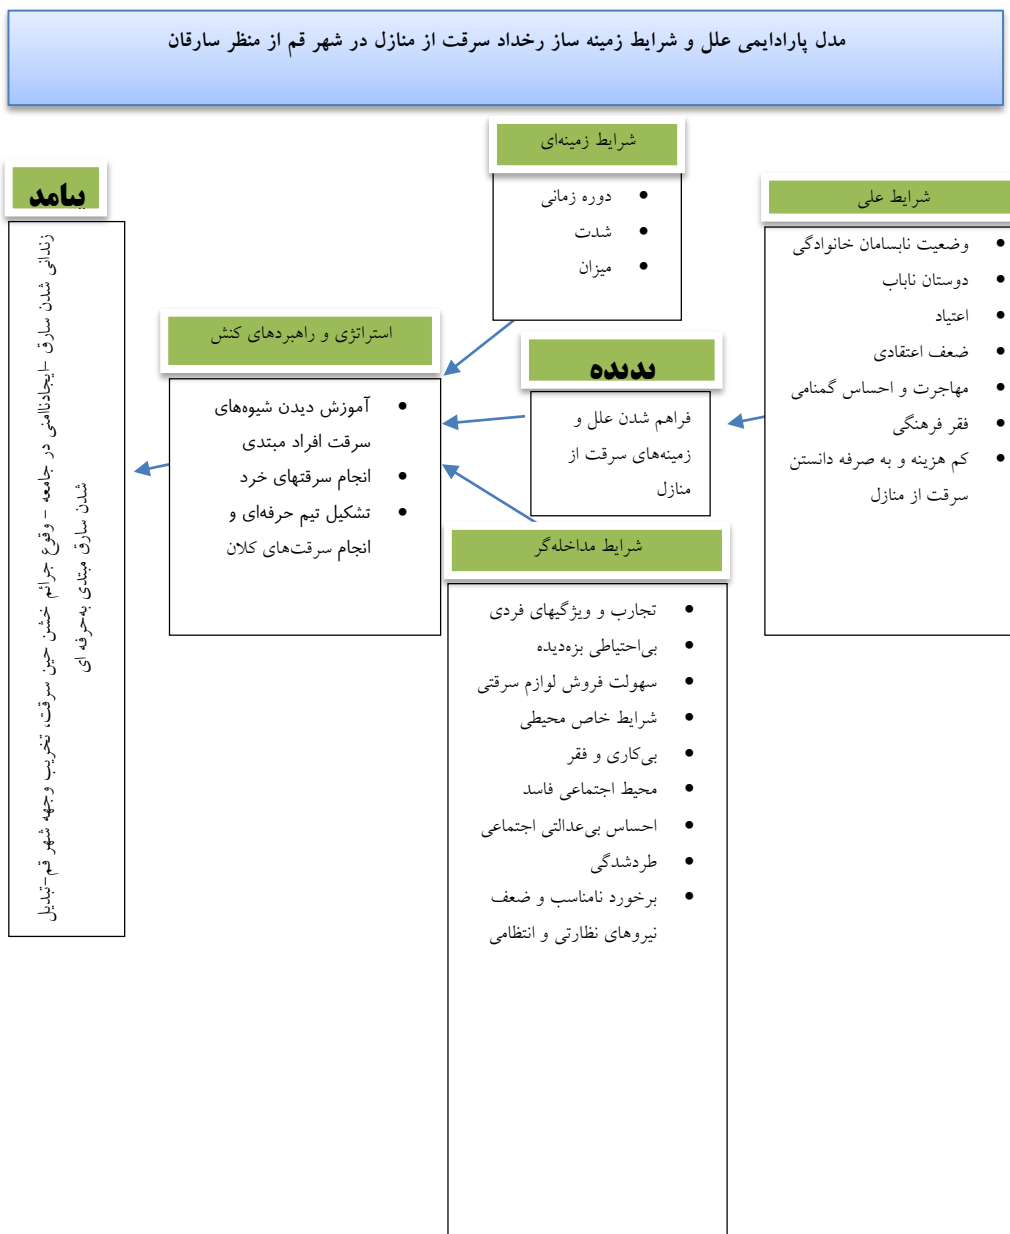 مدل پارادایمی علل و شرایط زمینه ساز رخداد سرقت از منازل در شهر قم از منظر سارقان
شرایط علی
• وضعیت نابسامان خانوادگی
• دوستان ناباب
• اعتیاد
• ضعف اعتقادی
• مهاجرت و احساس گمنامی
• فقر فرهنگی
• کم هزینه و به صرفه دانستن
سرقت از منازل
شرایط زمینه‌ای
• دوره زمانی
• شدت
• میزان
پدیده
فراهم شدن علل و
زمینه‌های سرقت از
منازل
شرایط مداخله‌گر
• تجارب و ویژگیهای فردی
• بی‌احتیاطی بزه‌دیده
• سهولت فروش لوازم سرقتی
• شرایط خاص محیطی
• بی‌کاری و فقر
• محیط اجتماعی فاسد
• احساس بی‌عدالتی اجتماعی
• طردشدگی
• برخورد نامناسب و ضعف
نیروهای نظارتی و انتظامی
استراتژی و راهبردهای کنش
• آموزش دیدن شیوه‌های
سرقت افراد مبتدی
• انجام سرقتهای خرد
• تشکیل تیم حرفه‌ای و
انجام سرقت‌های کلان
پیامد
زندانی شدن سارق -ایجادناامنی در جامعه - وقوع جرائم خشن حین سرقت، تخریب وجهه شهر قم-تبدیل
شدن سارق مبتدی به‌حرفه ای